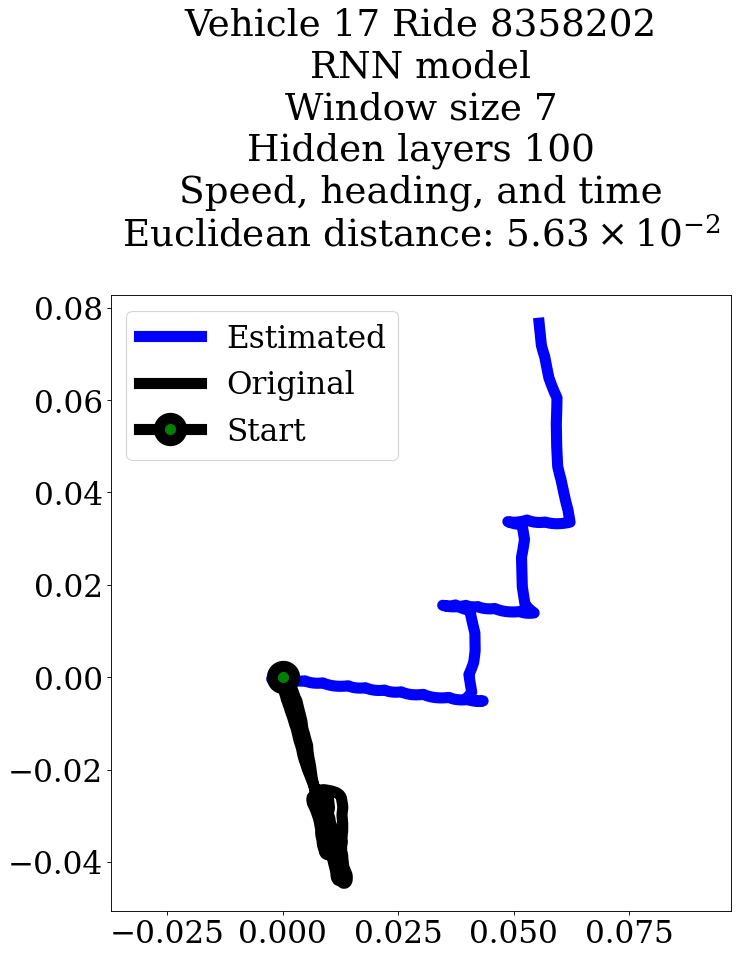 Vehicle 17 Ride 8358202
RNN model
Window size 7
Hidden layers 100
Speed, heading, and time
Euclidean distance: 5.63 × 10⁻²
0.08
Estimated
Original
Start
0.06
0.04
0.02
0.00
−0.02
−0.04
−0.025 0.000 0.025 0.050 0.075